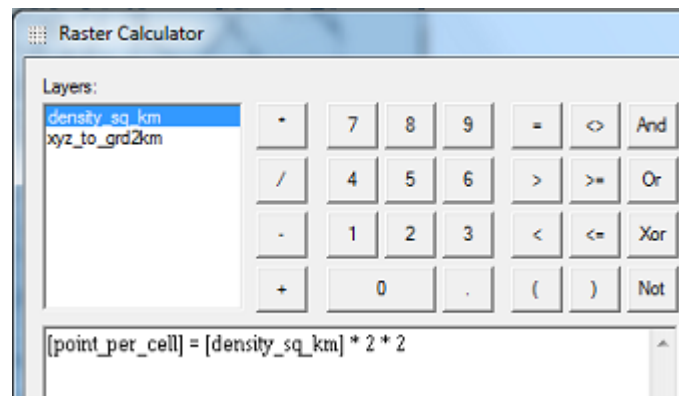 Raster Calculator
Layers:
density_sq_km
xyz_to_grd2km
* 7 8 9 = <> And
/ 4 5 6 > >= Or
- 1 2 3 < <= Xor
+ 0 . ( ) Not
[point_per_cell] = [density_sq_km] * 2 * 2